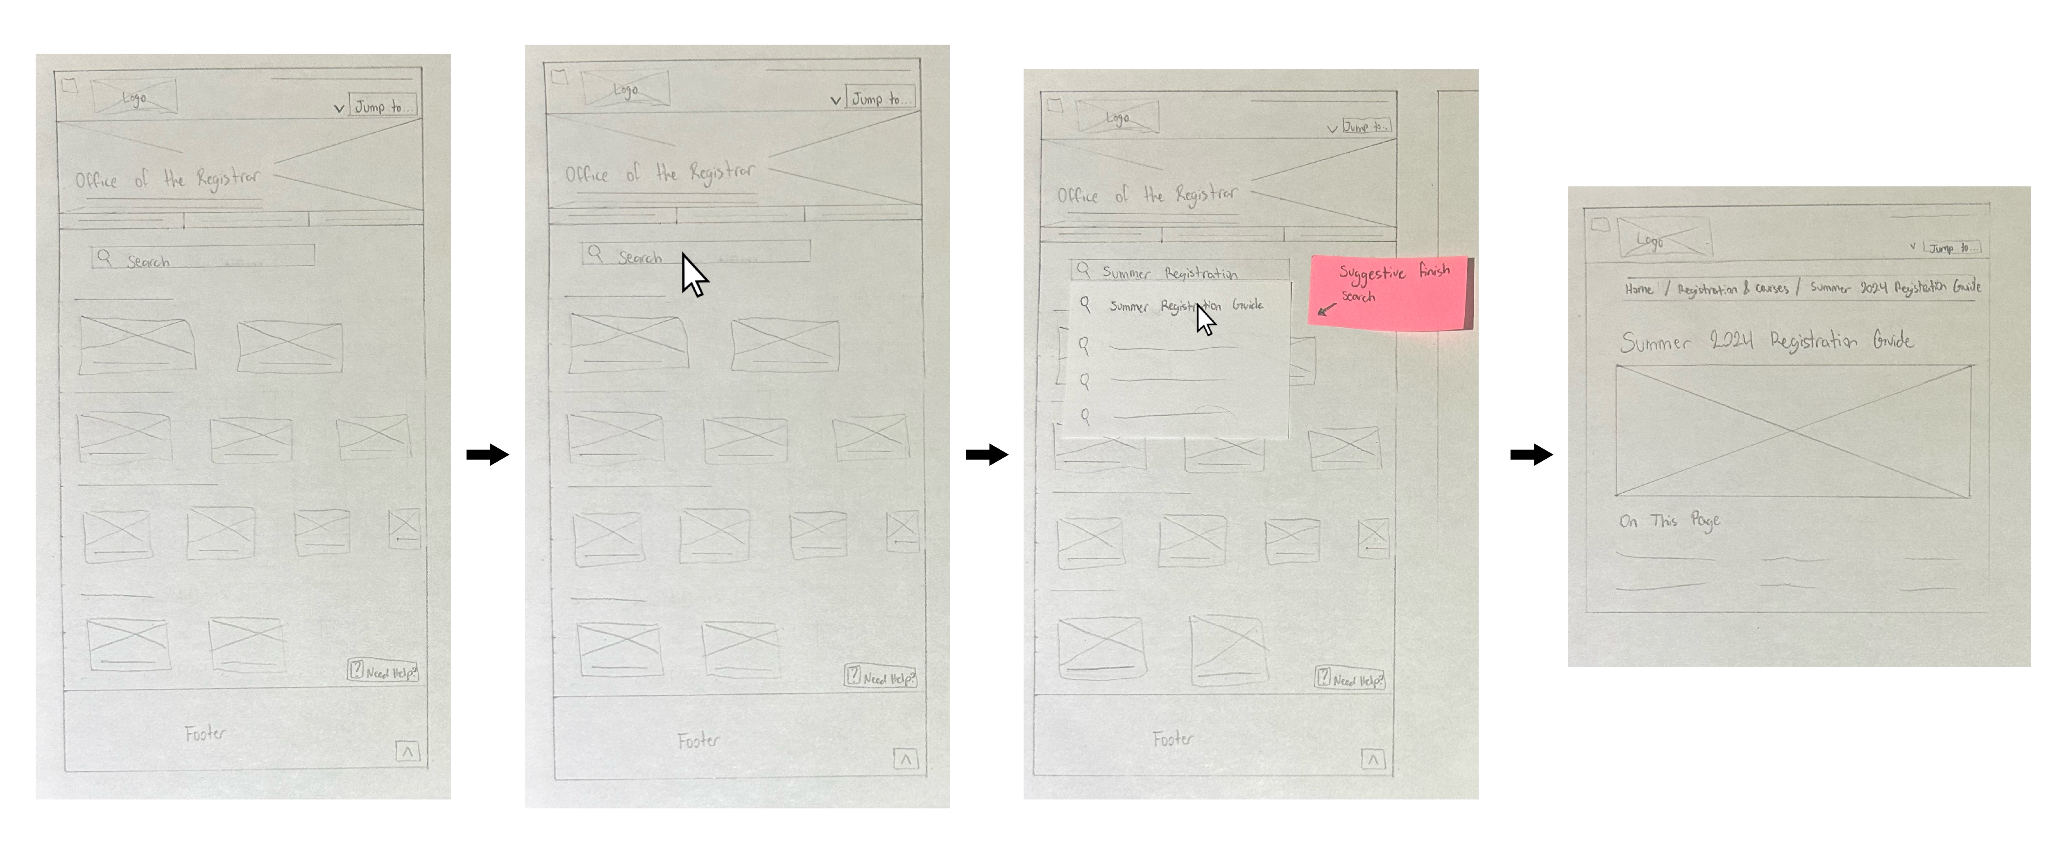 Logo
Jump to...
Office of the Registrar
Search
? Need Help?
Footer
Logo
Jump to...
Office of the Registrar
Search
? Need Help?
Footer
Logo
Jump to...
Office of the Registrar
Summer Registration
Summer Registration Guide
Suggestive finish
search
? Need Help?
Footer
Logo
Jump to...
Home / Registration & courses / Summer 2024 Registration Guide
Summer 2024 Registration Guide
On This Page